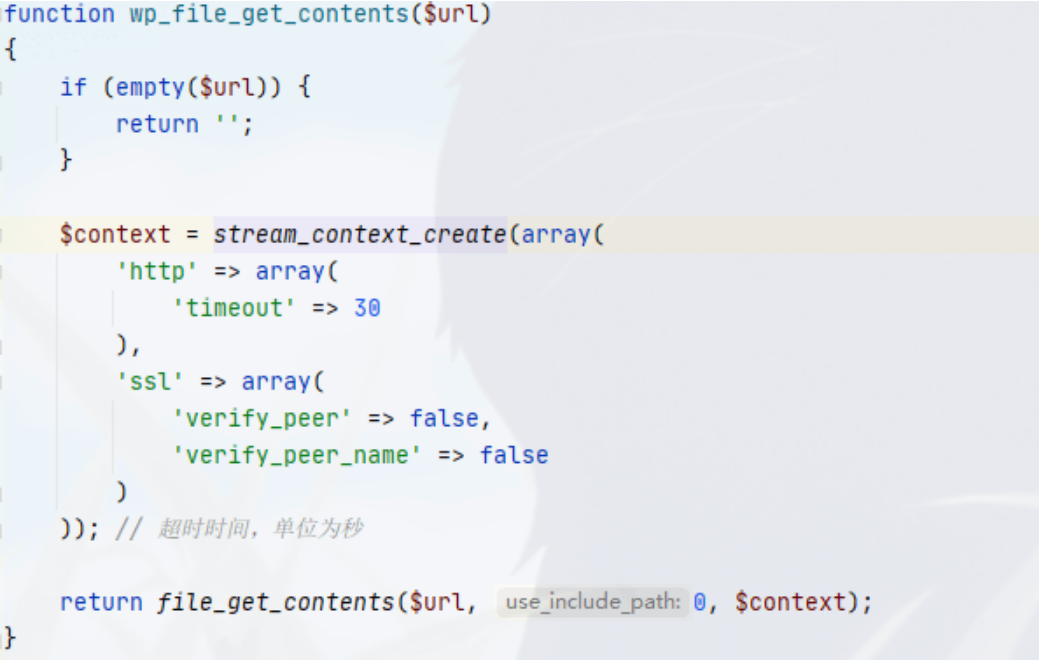 function wp_file_get_contents($url)
{
    if (empty($url)) {
        return '';
    }

    $context = stream_context_create(array(
        'http' => array(
            'timeout' => 30
        ),
        'ssl' => array(
            'verify_peer' => false,
            'verify_peer_name' => false
        )
    )); // 超时时间，单位为秒

    return file_get_contents($url, use_include_path: 0, $context);
}